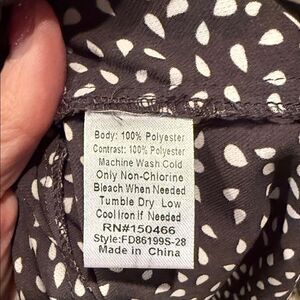 Body: 100% Polyester
Contrast: 100% Polyester
Machine Wash Cold
Only Non-Chlorine
Bleach When Needed
Tumble Dry Low
Cool Iron If Needed
RN#150466
Style:FD86199S-28
Made in China